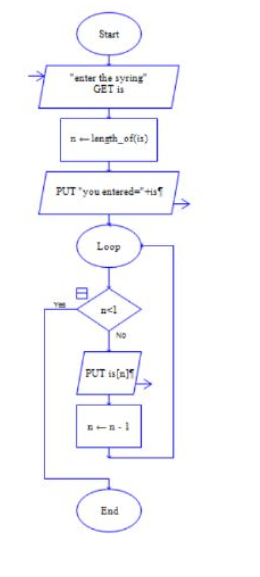 Start
"enter the syring"
GET is
n ← length_of(is)
PUT "you entered="+is¶
Loop
Yes
n<1
No
PUT is[n]¶
n ← n - 1
End